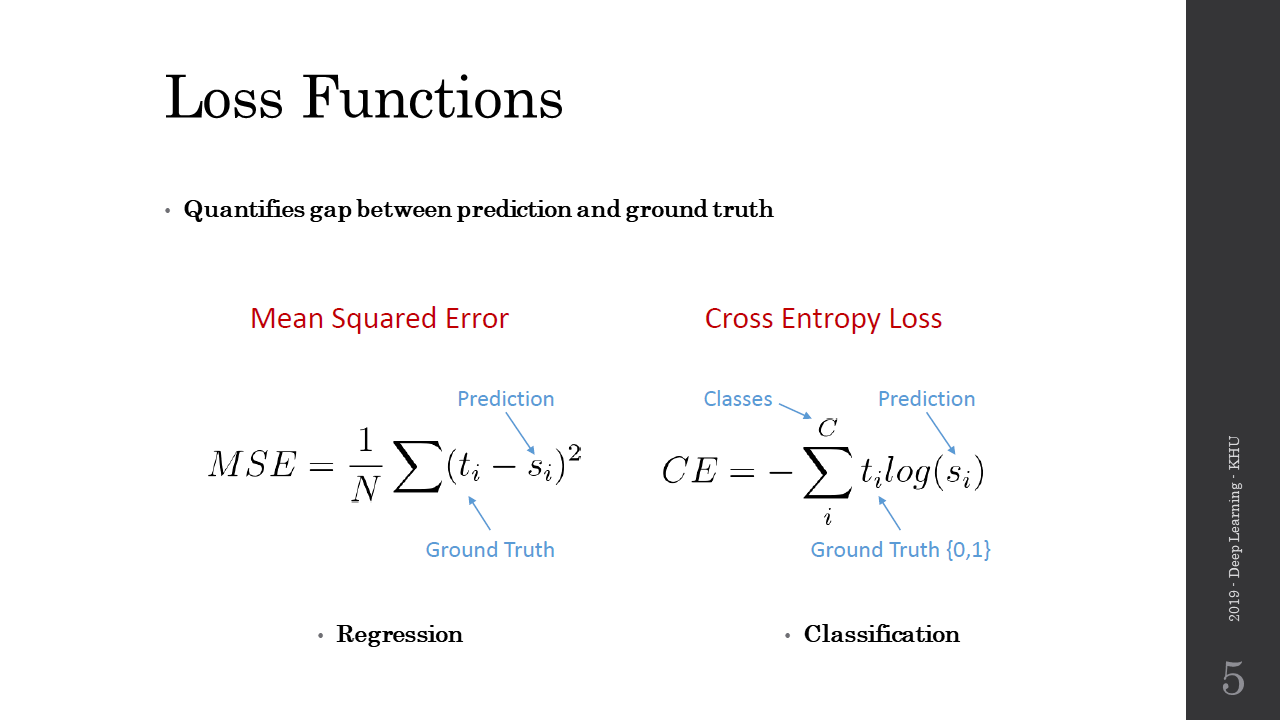 Loss Functions
• Quantifies gap between prediction and ground truth
Mean Squared Error
Prediction
MSE = \frac{1}{N} \sum (t_i - s_i)^2
Ground Truth
• Regression
Cross Entropy Loss
Classes
Prediction
CE = - \sum_i^C t_i log(s_i)
Ground Truth {0,1}
• Classification
2019 - Deep Learning - KHU
5